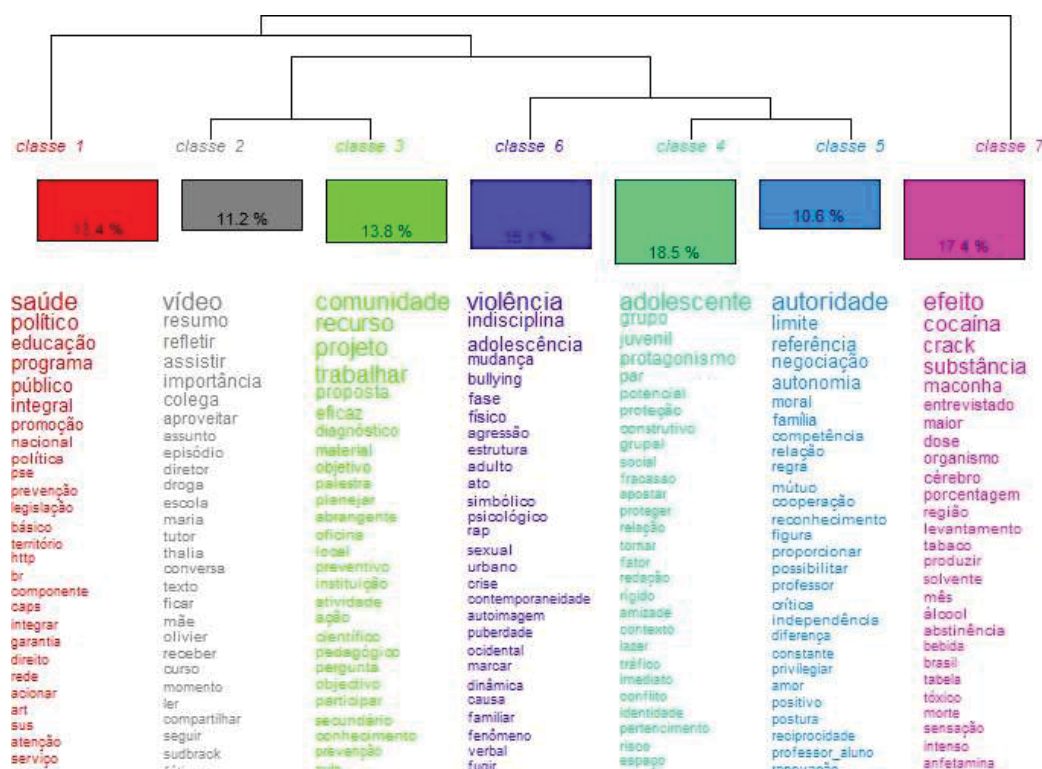 classe 1 classe 2 classe 3 classe 6 classe 4 classe 5 classe 7
13.4 % 11.2 % 13.8 % 15.1 % 18.5 % 10.6 % 17.4 %
saúde
político
educação
programa
público
integral
promoção
nacional
política
pse
prevenção
legislação
básico
território
http
br
componente
caps
integrar
garantia
direito
rede
acionar
art
sus
atenção
serviço
vídeo
resumo
refletir
assistir
importância
colega
aproveitar
assunto
episódio
diretor
droga
escola
maria
tutor
thalia
conversa
texto
ficar
mãe
olivier
receber
curso
momento
ler
compartilhar
seguir
sudbrack
comunidade
recurso
projeto
trabalhar
proposta
eficaz
diagnóstico
material
objetivo
palestra
planejar
abrangente
oficina
local
preventivo
instituição
atividade
ação
científico
pedagógico
pergunta
objectivo
participar
secundário
conhecimento
prevenção
violência
indisciplina
adolescência
mudança
bullying
fase
físico
agressão
estrutura
adulto
ato
simbólico
psicológico
rap
sexual
urbano
crise
contemporaneidade
autoimagem
puberdade
ocidental
marcar
dinâmica
causa
familiar
fenômeno
verbal
fugir
adolescente
grupo
juvenil
protagonismo
par
potencial
proteção
construtivo
grupal
social
fracasso
apostar
proteger
relação
tornar
fator
redação
rígido
amizade
contexto
lazer
tráfico
imediato
conflito
identidade
pertencimento
risco
espaço
autoridade
limite
referência
negociação
autonomia
moral
família
competência
relação
regra
mútuo
cooperação
reconhecimento
figura
proporcionar
possibilitar
professor
crítica
independência
diferença
constante
privilegiar
amor
positivo
postura
reciprocidade
professor_aluno
efeito
cocaína
crack
substância
maconha
entrevistado
maior
dose
organismo
cérebro
porcentagem
região
levantamento
tabaco
produzir
solvente
mês
álcool
abstinência
bebida
brasil
tabela
tóxico
morte
sensação
intenso
anfetamina